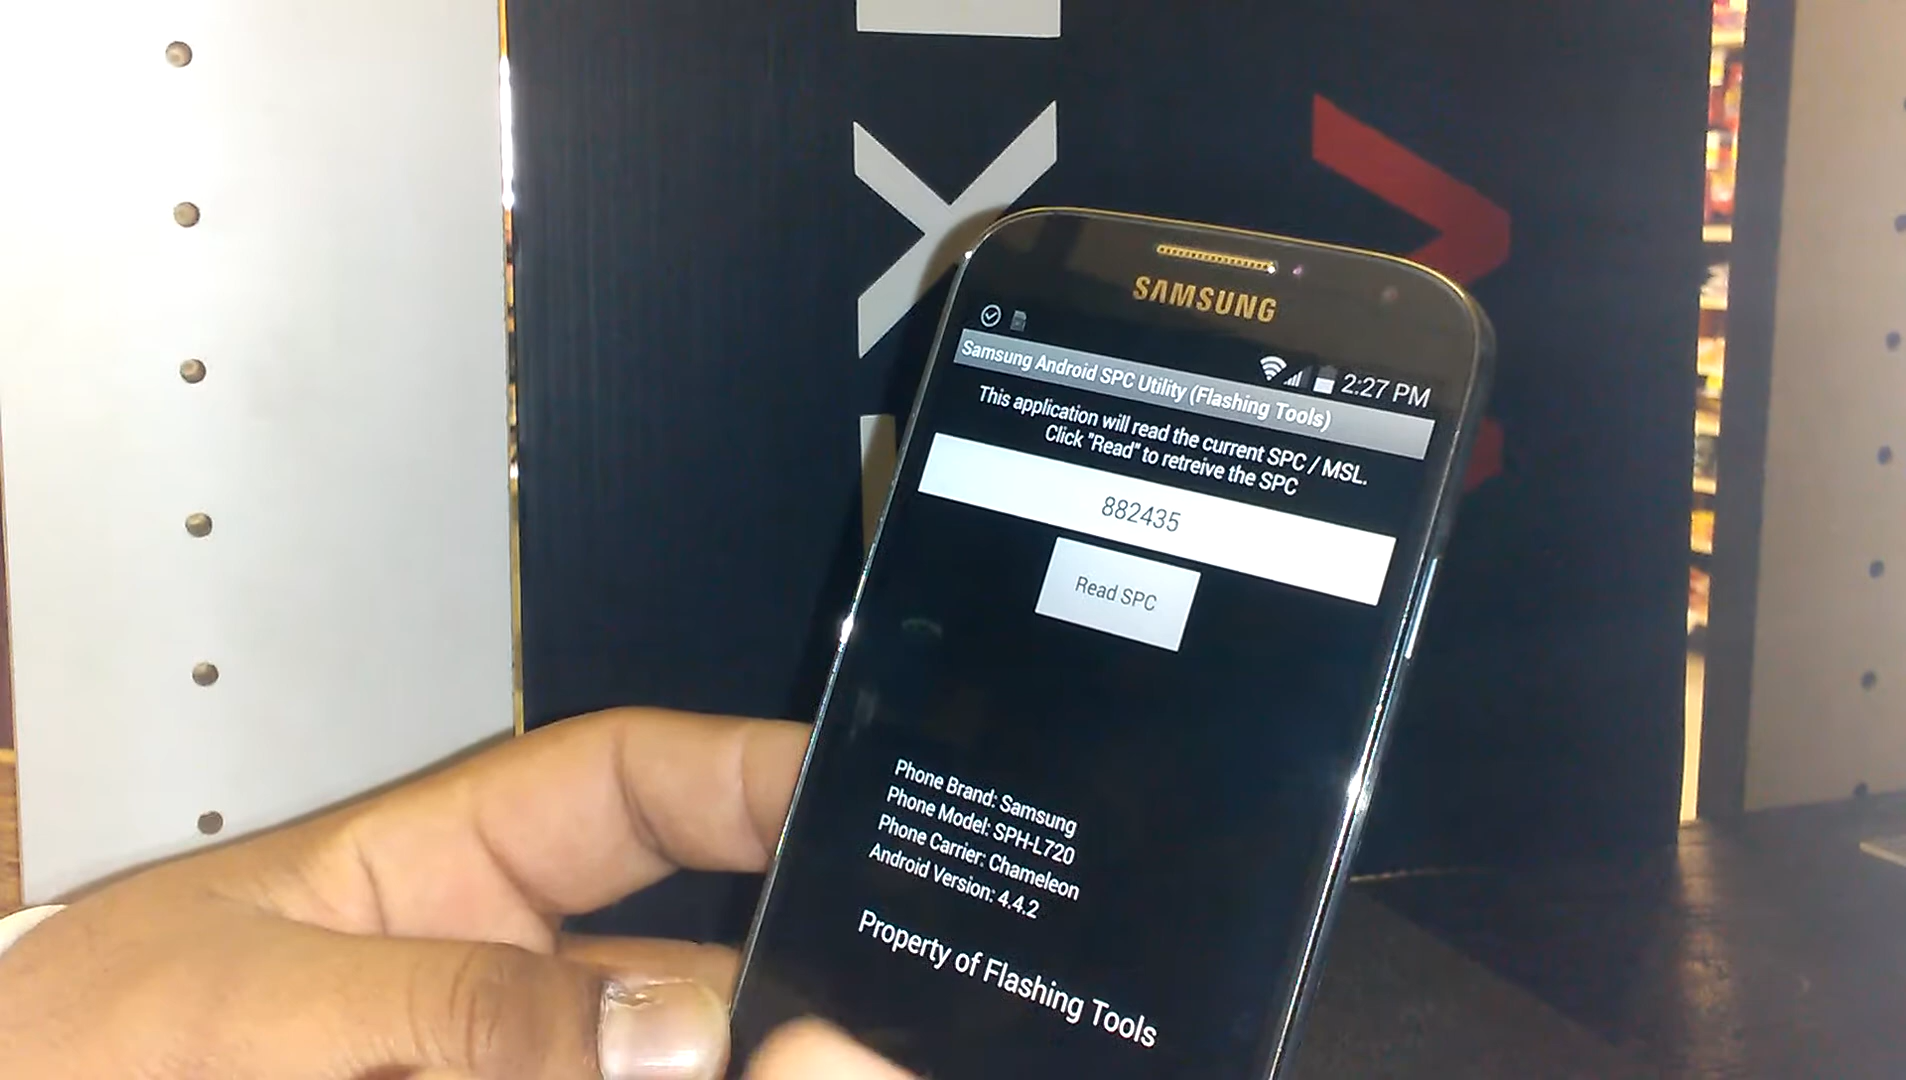 SAMSUNG
2:27 PM
Samsung Android SPC Utility (Flashing Tools)
This application will read the current SPC / MSL.
Click "Read" to retreive the SPC
882435
Read SPC
Phone Brand: Samsung
Phone Model: SPH-L720
Phone Carrier: Chameleon
Android Version: 4.4.2
Property of Flashing Tools